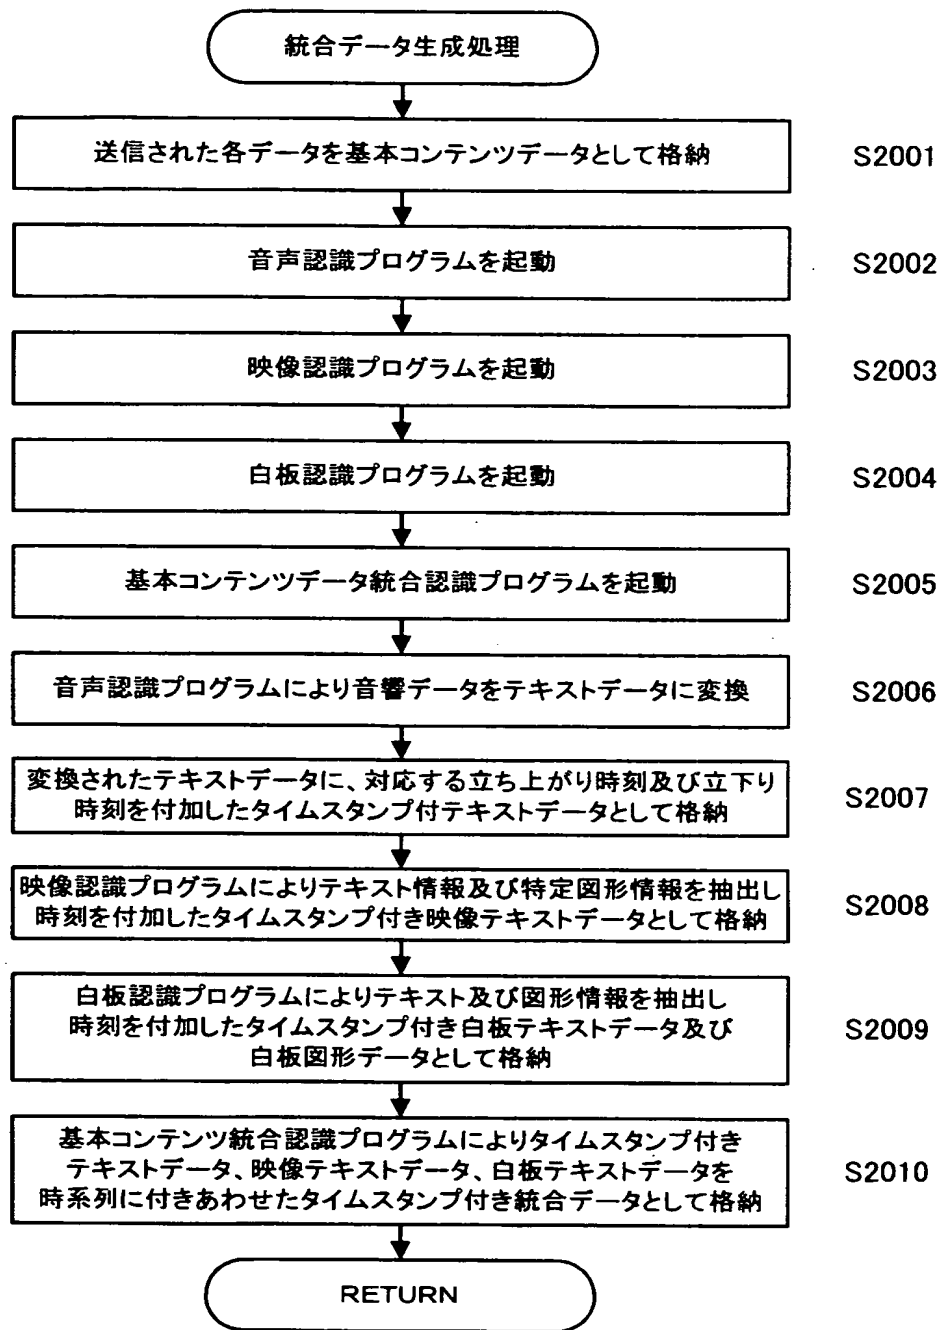 統合データ生成処理
送信された各データを基本コンテンツデータとして格納 S2001
音声認識プログラムを起動 S2002
映像認識プログラムを起動 S2003
白板認識プログラムを起動 S2004
基本コンテンツデータ統合認識プログラムを起動 S2005
音声認識プログラムにより音響データをテキストデータに変換 S2006
変換されたテキストデータに、対応する立ち上がり時刻及び立下り
時刻を付加したタイムスタンプ付テキストデータとして格納 S2007
映像認識プログラムによりテキスト情報及び特定図形情報を抽出し
時刻を付加したタイムスタンプ付き映像テキストデータとして格納 S2008
白板認識プログラムによりテキスト及び図形情報を抽出し
時刻を付加したタイムスタンプ付き白板テキストデータ及び S2009
白板図形データとして格納
基本コンテンツ統合認識プログラムによりタイムスタンプ付き
テキストデータ、映像テキストデータ、白板テキストデータを S2010
時系列に付きあわせたタイムスタンプ付き統合データとして格納
RETURN